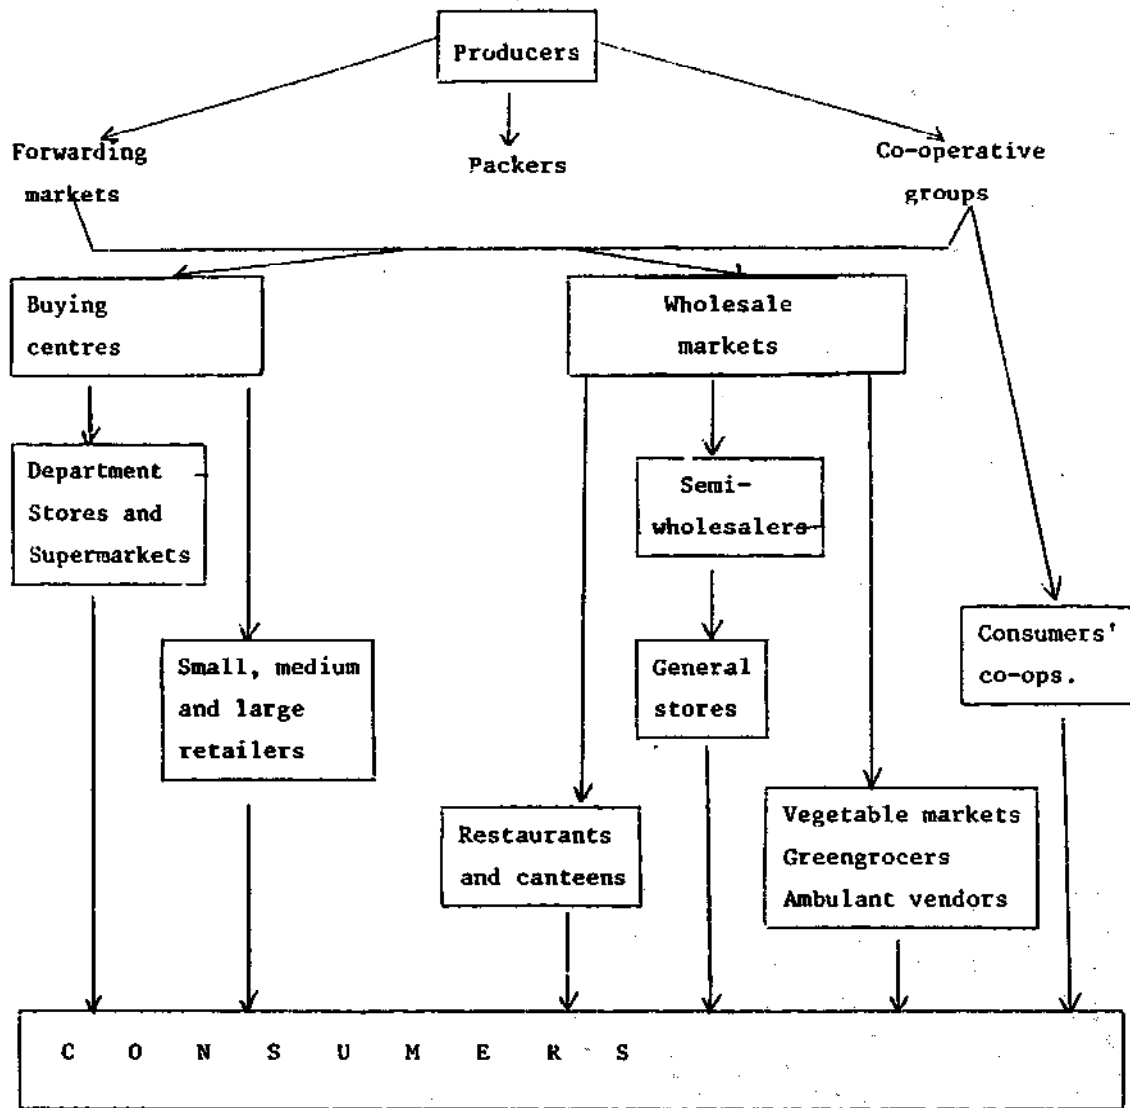 Producers
Forwarding
markets
Packers
Co-operative
groups
Buying
centres
Wholesale
markets
Department
Stores and
Supermarkets
Semi-
wholesalers
Small, medium
and large
retailers
General
stores
Consumers'
co-ops.
Restaurants
and canteens
Vegetable markets
Greengrocers
Ambulant vendors
C O N S U M E R S